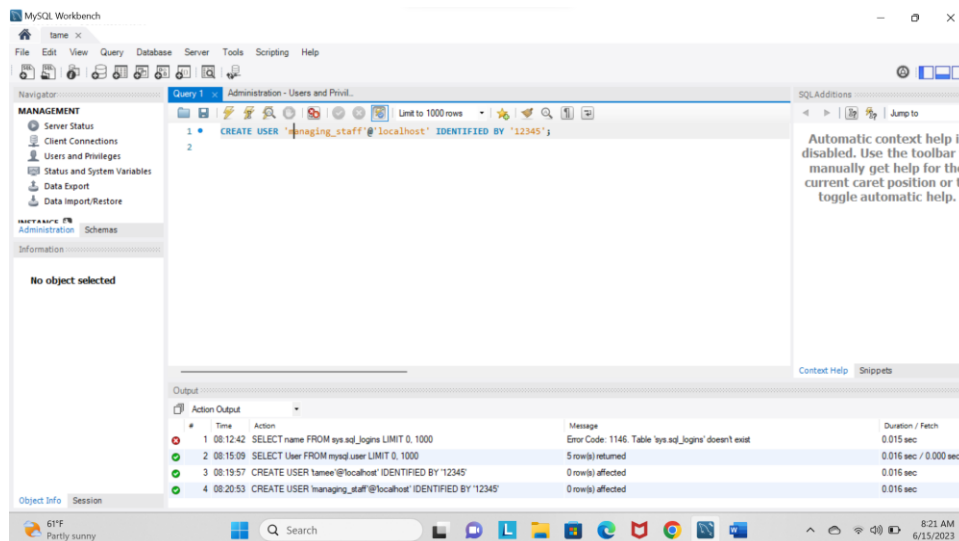 MySQL Workbench
tame
File Edit View Query Database Server Tools Scripting Help
Navigator
MANAGEMENT
Server Status
Client Connections
Users and Privileges
Status and System Variables
Data Export
Data Import/Restore
INSTANCE
Administration Schemas
Information
No object selected
Object Info Session
Query 1 Administration - Users and Privil...
Limit to 1000 rows
1 CREATE USER 'managing_staff'@'localhost' IDENTIFIED BY '12345';
2
SQLAdditions
Jump to
Automatic context help i
disabled. Use the toolbar
manually get help for the
current caret position or t
toggle automatic help.
Context Help Snippets
Output
Action Output
# Time Action Message Duration / Fetch
1 08:12:42 SELECT name FROM sys.sql_logins LIMIT 0, 1000 Error Code: 1146. Table 'sys.sql_logins' doesn't exist 0.015 sec
2 08:15:09 SELECT User FROM mysql.user LIMIT 0, 1000 5 row(s) returned 0.016 sec / 0.000 sec
3 08:19:57 CREATE USER 'tamee'@'localhost' IDENTIFIED BY '12345' 0 row(s) affected 0.016 sec
4 08:20:53 CREATE USER 'managing_staff'@'localhost' IDENTIFIED BY '12345' 0 row(s) affected 0.016 sec
61°F
Partly sunny
Search
8:21 AM
6/15/2023